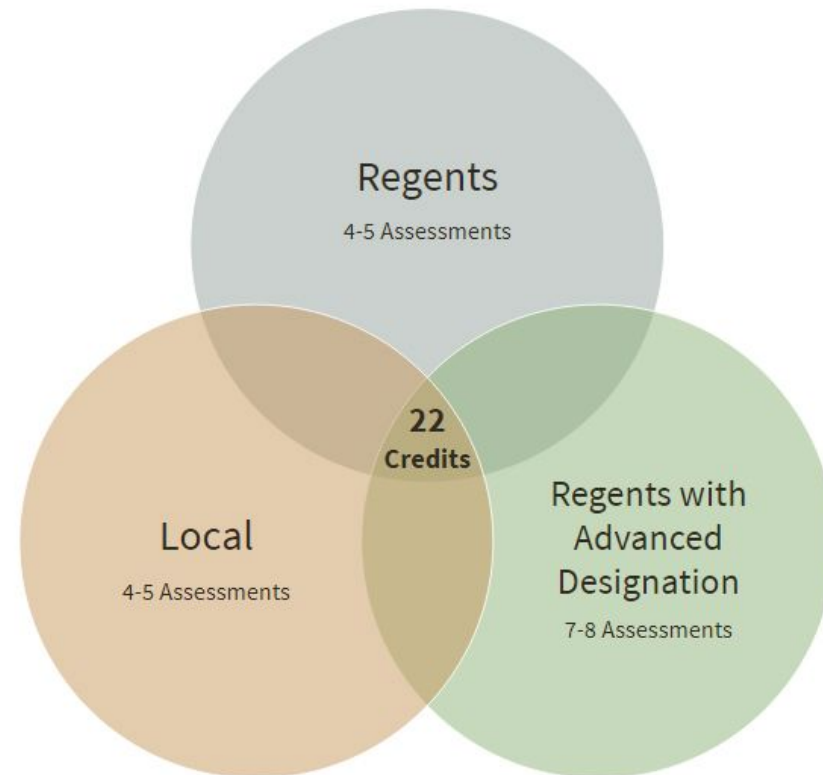 Regents
4-5 Assessments
22
Credits
Local
4-5 Assessments
Regents with
Advanced
Designation
7-8 Assessments